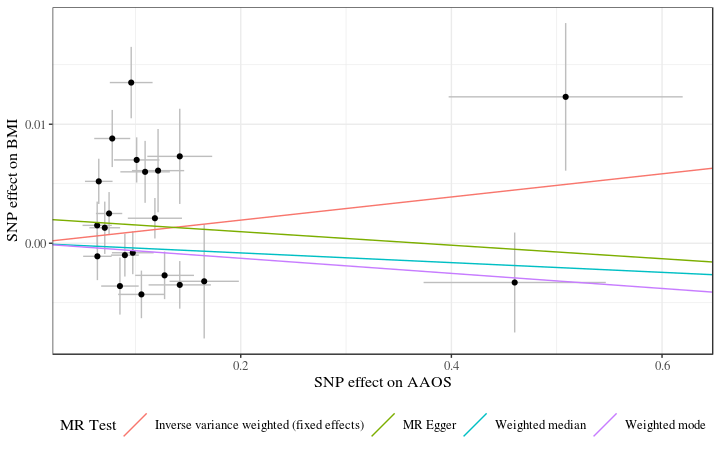 0.01
0.00
SNP effect on BMI
0.2
0.4
0.6
SNP effect on AAOS
MR Test
Inverse variance weighted (fixed effects)
MR Egger
Weighted median
Weighted mode